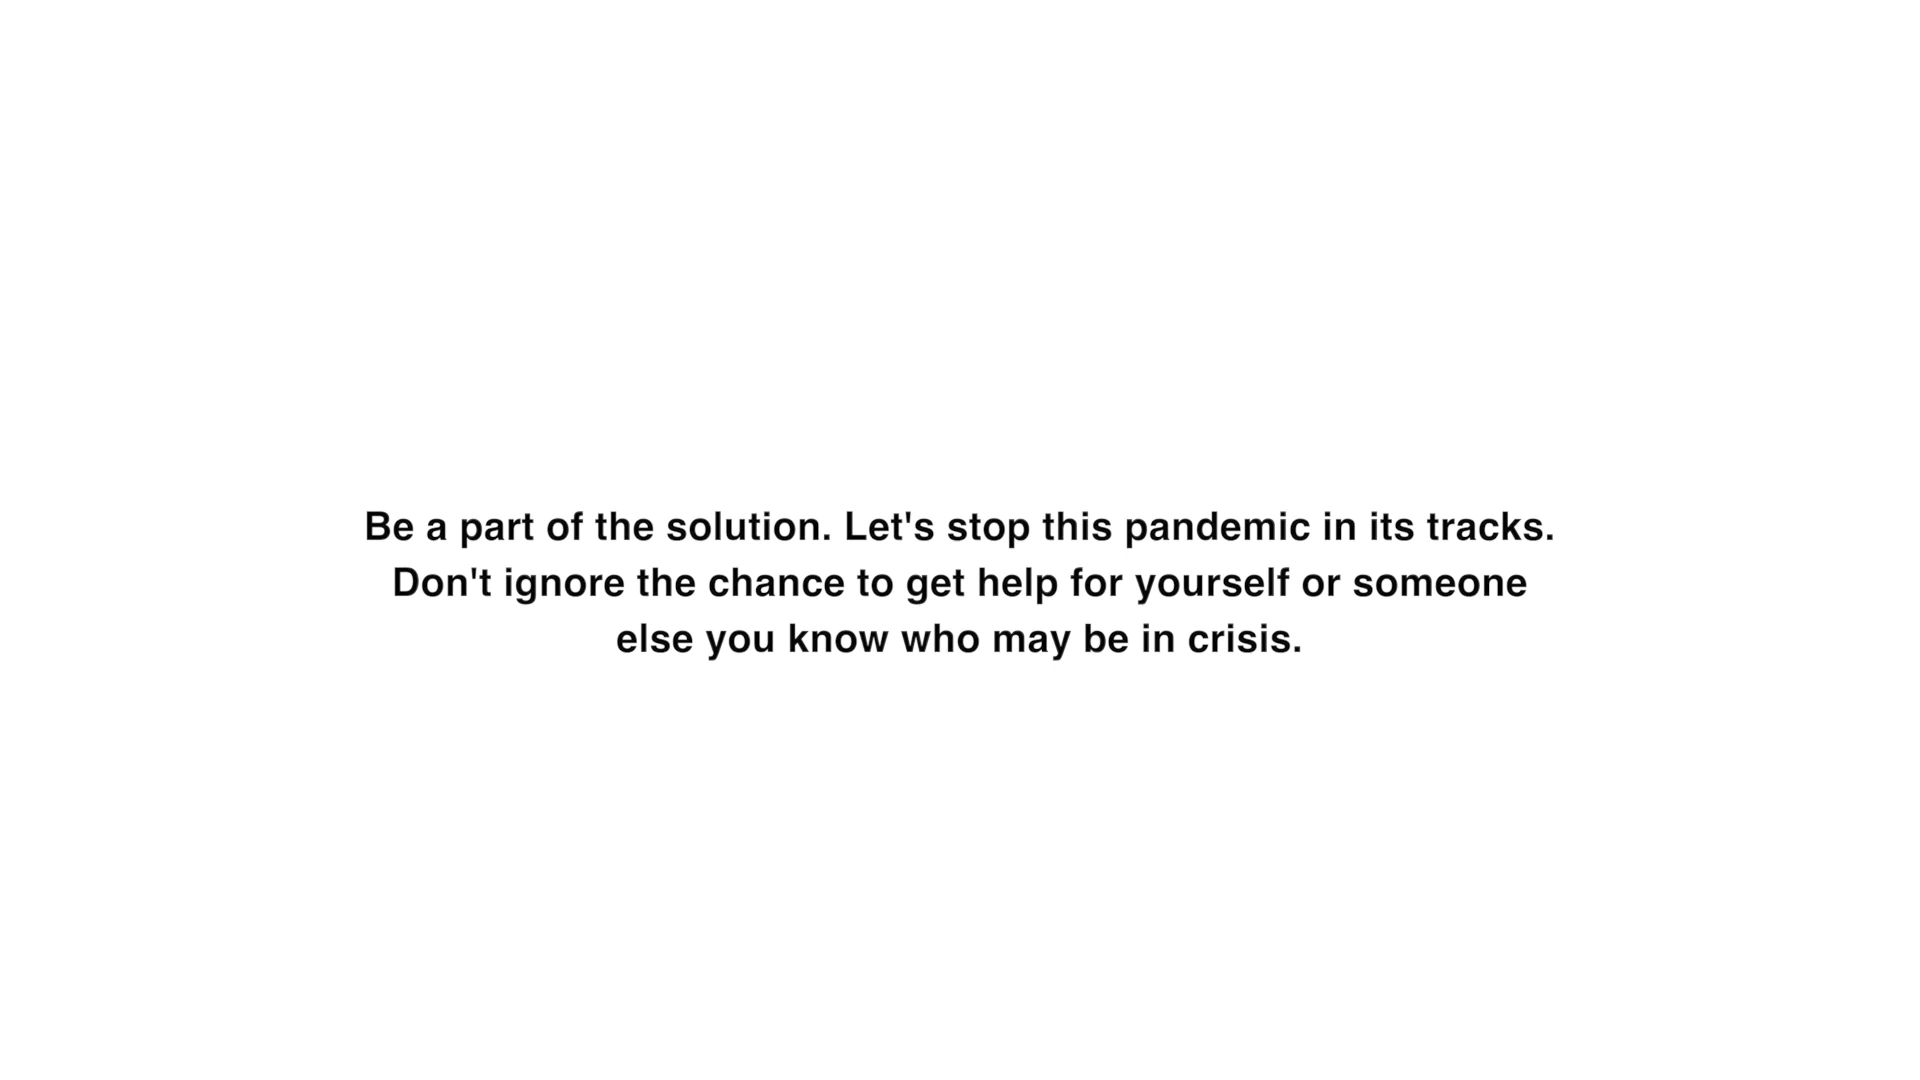 Be a part of the solution. Let's stop this pandemic in its tracks.
Don't ignore the chance to get help for yourself or someone
else you know who may be in crisis.